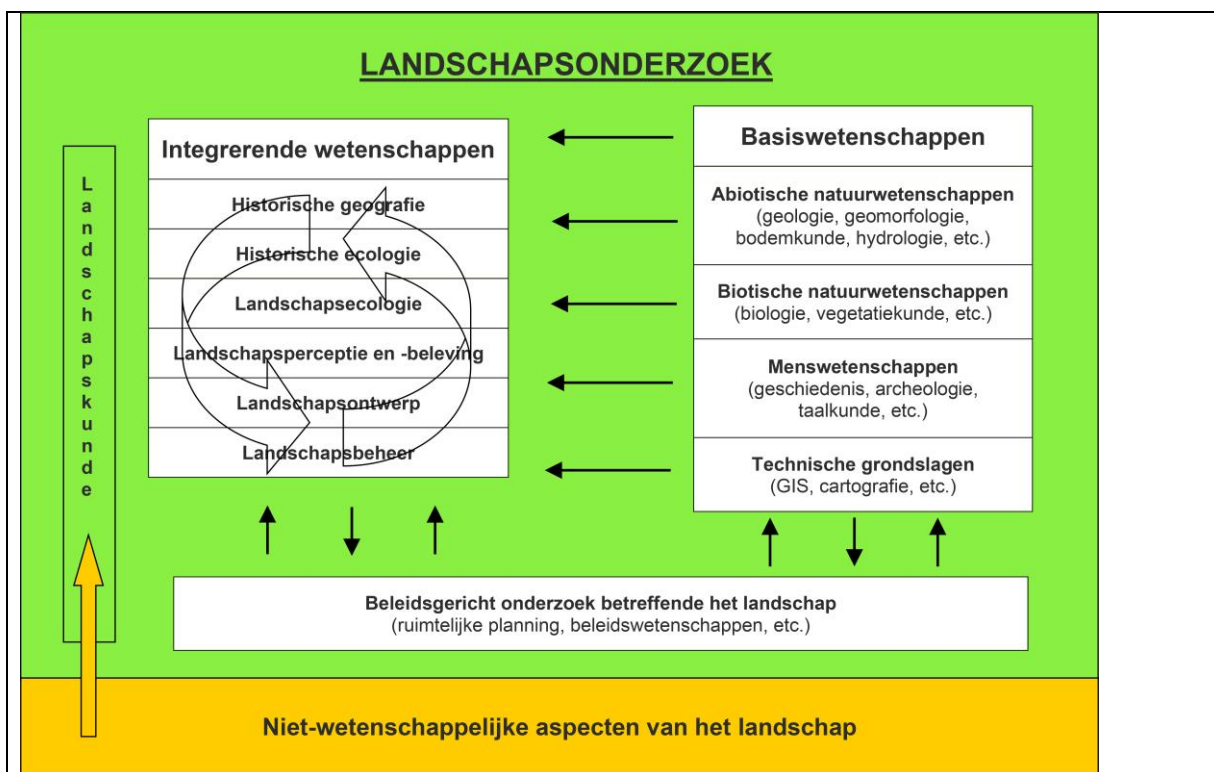 LANDSCHAPSONDERZOEK
Landschapskunde
Integrerende wetenschappen
Historische geografie
Historische ecologie
Landschapsecologie
Landschapsperceptie en -beleving
Landschapsontwerp
Landschapsbeheer
Basiswetenschappen
Abiotische natuurwetenschappen
(geologie, geomorfologie,
bodemkunde, hydrologie, etc.)
Biotische natuurwetenschappen
(biologie, vegetatiekunde, etc.)
Menswetenschappen
(geschiedenis, archeologie,
taalkunde, etc.)
Technische grondslagen
(GIS, cartografie, etc.)
Beleidsgericht onderzoek betreffende het landschap
(ruimtelijke planning, beleidswetenschappen, etc.)
Niet-wetenschappelijke aspecten van het landschap